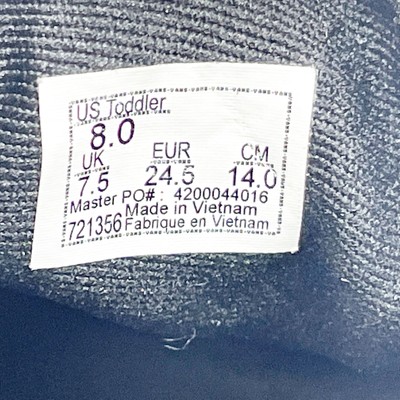 US Toddler
8.0
UK EUR CM
7.5 24.5 14.0
Master PO# : 4200044016
721356 Made in Vietnam
Fabrique en Vietnam